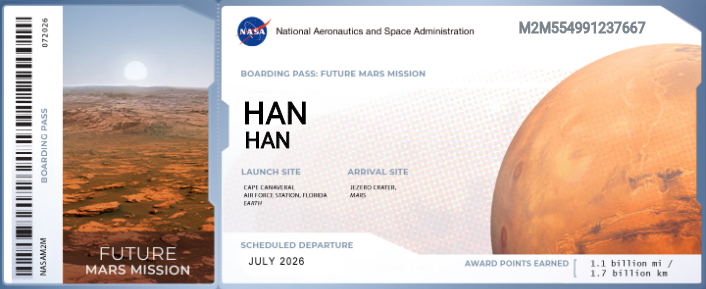 072026
BOARDING PASS
NASAM2M
FUTURE
MARS MISSION
NASA
National Aeronautics and Space Administration
M2M554991237667
BOARDING PASS: FUTURE MARS MISSION
HAN
HAN
LAUNCH SITE
CAPE CANAVERAL
AIR FORCE STATION, FLORIDA
EARTH
ARRIVAL SITE
JEZERO CRATER,
MARS
SCHEDULED DEPARTURE
JULY 2026
AWARD POINTS EARNED
1.1 billion mi /
1.7 billion km